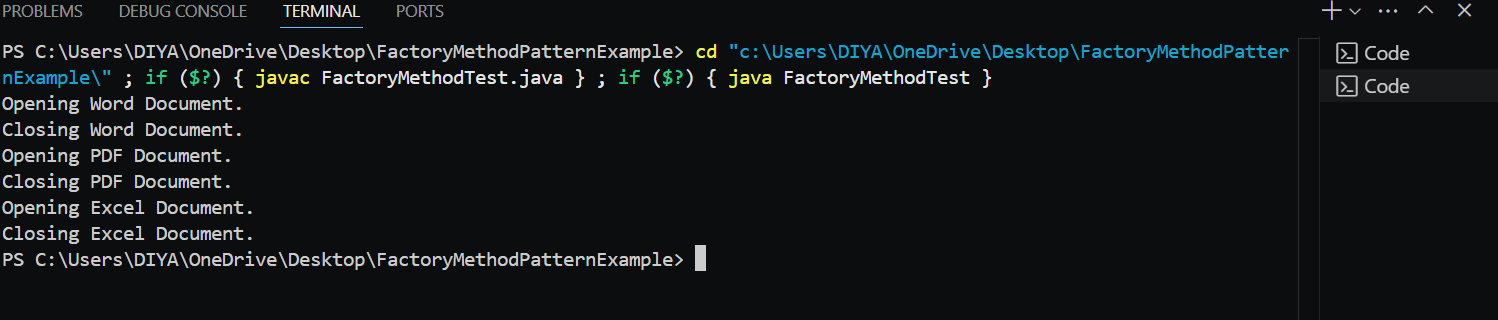 PROBLEMS DEBUG CONSOLE TERMINAL PORTS
PS C:\Users\DIYA\OneDrive\Desktop\FactoryMethodPatternExample> cd "c:\Users\DIYA\OneDrive\Desktop\FactoryMethodPatter
nExample\" ; if ($?) { javac FactoryMethodTest.java } ; if ($?) { java FactoryMethodTest }
Opening Word Document.
Closing Word Document.
Opening PDF Document.
Closing PDF Document.
Opening Excel Document.
Closing Excel Document.
PS C:\Users\DIYA\OneDrive\Desktop\FactoryMethodPatternExample>
Code
Code